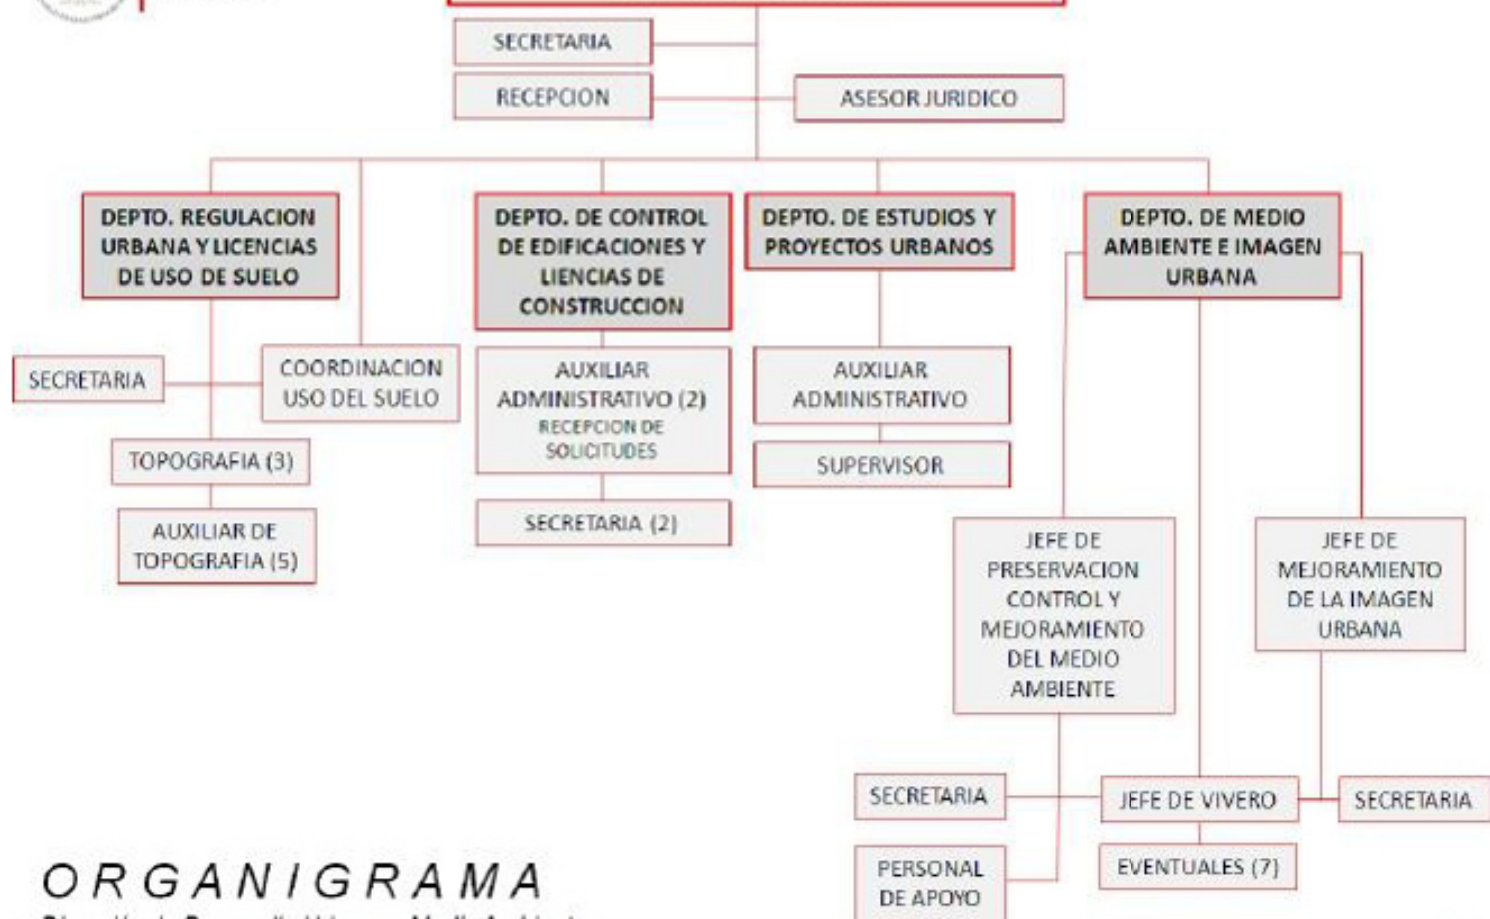 SECRETARIA
RECEPCION
ASESOR JURIDICO
DEPTO. REGULACION
URBANA Y LICENCIAS
DE USO DE SUELO
DEPTO. DE CONTROL
DE EDIFICACIONES Y
LIENCIAS DE
CONSTRUCCION
DEPTO. DE ESTUDIOS Y
PROYECTOS URBANOS
DEPTO. DE MEDIO
AMBIENTE E IMAGEN
URBANA
SECRETARIA
COORDINACION
USO DEL SUELO
TOPOGRAFIA (3)
AUXILIAR DE
TOPOGRAFIA (5)
AUXILIAR
ADMINISTRATIVO (2)
RECEPCION DE
SOLICITUDES
SECRETARIA (2)
AUXILIAR
ADMINISTRATIVO
SUPERVISOR
JEFE DE
PRESERVACION
CONTROL Y
MEJORAMIENTO
DEL MEDIO
AMBIENTE
JEFE DE
MEJORAMIENTO
DE LA IMAGEN
URBANA
SECRETARIA
JEFE DE VIVERO
SECRETARIA
PERSONAL
DE APOYO
EVENTUALES (7)
ORGANIGRAMA